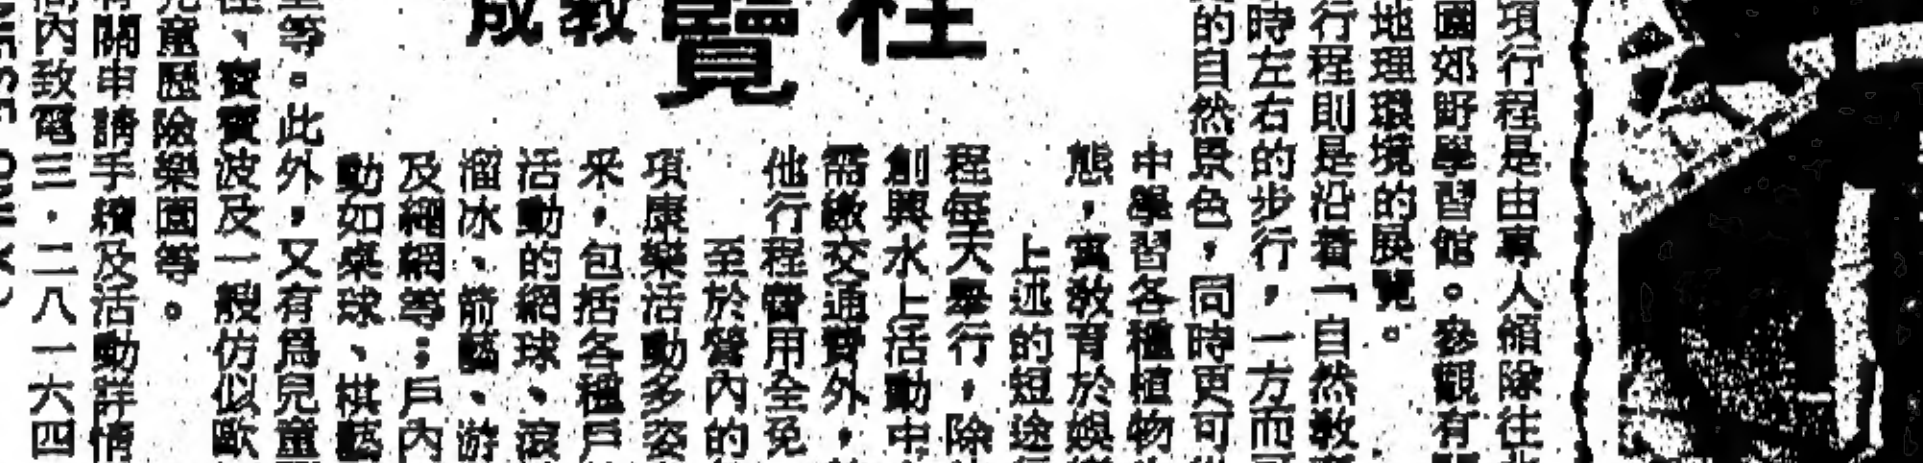 程
覽
教
成
項行程是由專人領隊往
國郊野學習館。參觀有
地理環境的展覽。
行程則是沿着「自然教
時左右的步行,一方面
的自然景色,同時更可
中學習各種植物
態,寓教育於娛
上述的短途
程每天舉行,除
創興水上活動中
需繳交通費外,
他行程費用全免
至於營內的
項康樂活動多姿
采,包括各種戶
活動的網球、滾
溜冰、箭藝、游
及繩網等;戶內
動如桌球、棋藝
室等。此外,又有爲兒童
、寶寶波及一艘仿似歐
兒童歷險樂園等。
有關申請手續及活動詳情
間內致電三·二八一六四